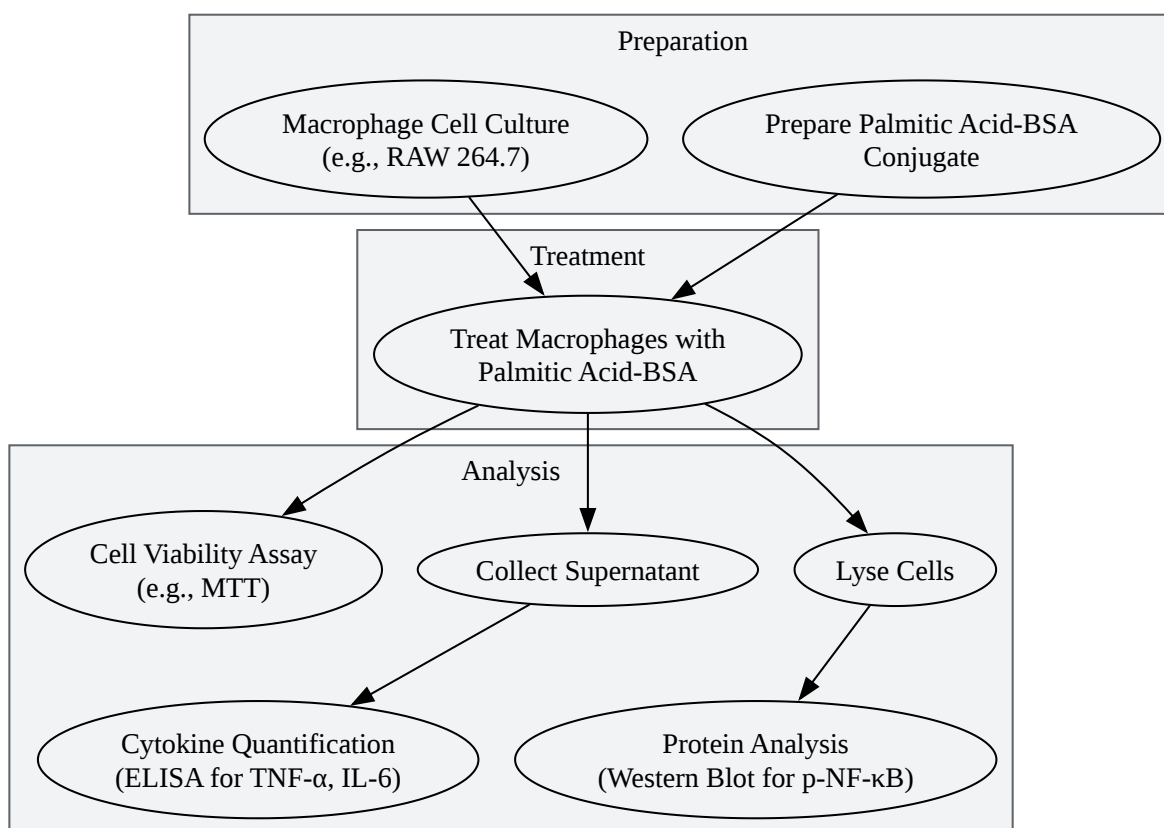 Preparation
Macrophage Cell Culture
(e.g., RAW 264.7)
Prepare Palmitic Acid-BSA
Conjugate
Treatment
Treat Macrophages with
Palmitic Acid-BSA
Analysis
Cell Viability Assay
(e.g., MTT)
Collect Supernatant
Lyse Cells
Cytokine Quantification
(ELISA for TNF-α, IL-6)
Protein Analysis
(Western Blot for p-NF-κB)